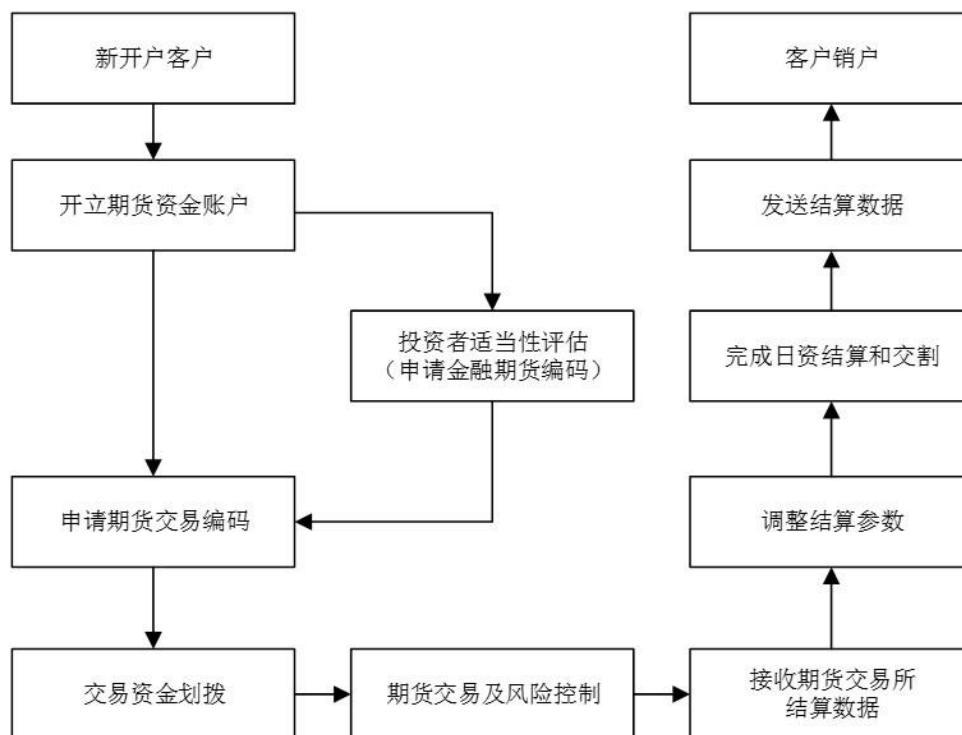 新开户客户
开立期货资金账户
投资者适当性评估
（申请金融期货编码）
申请期货交易编码
交易资金划拨
期货交易及风险控制
接收期货交易所
结算数据
调整结算参数
完成日资结算和交割
发送结算数据
客户销户